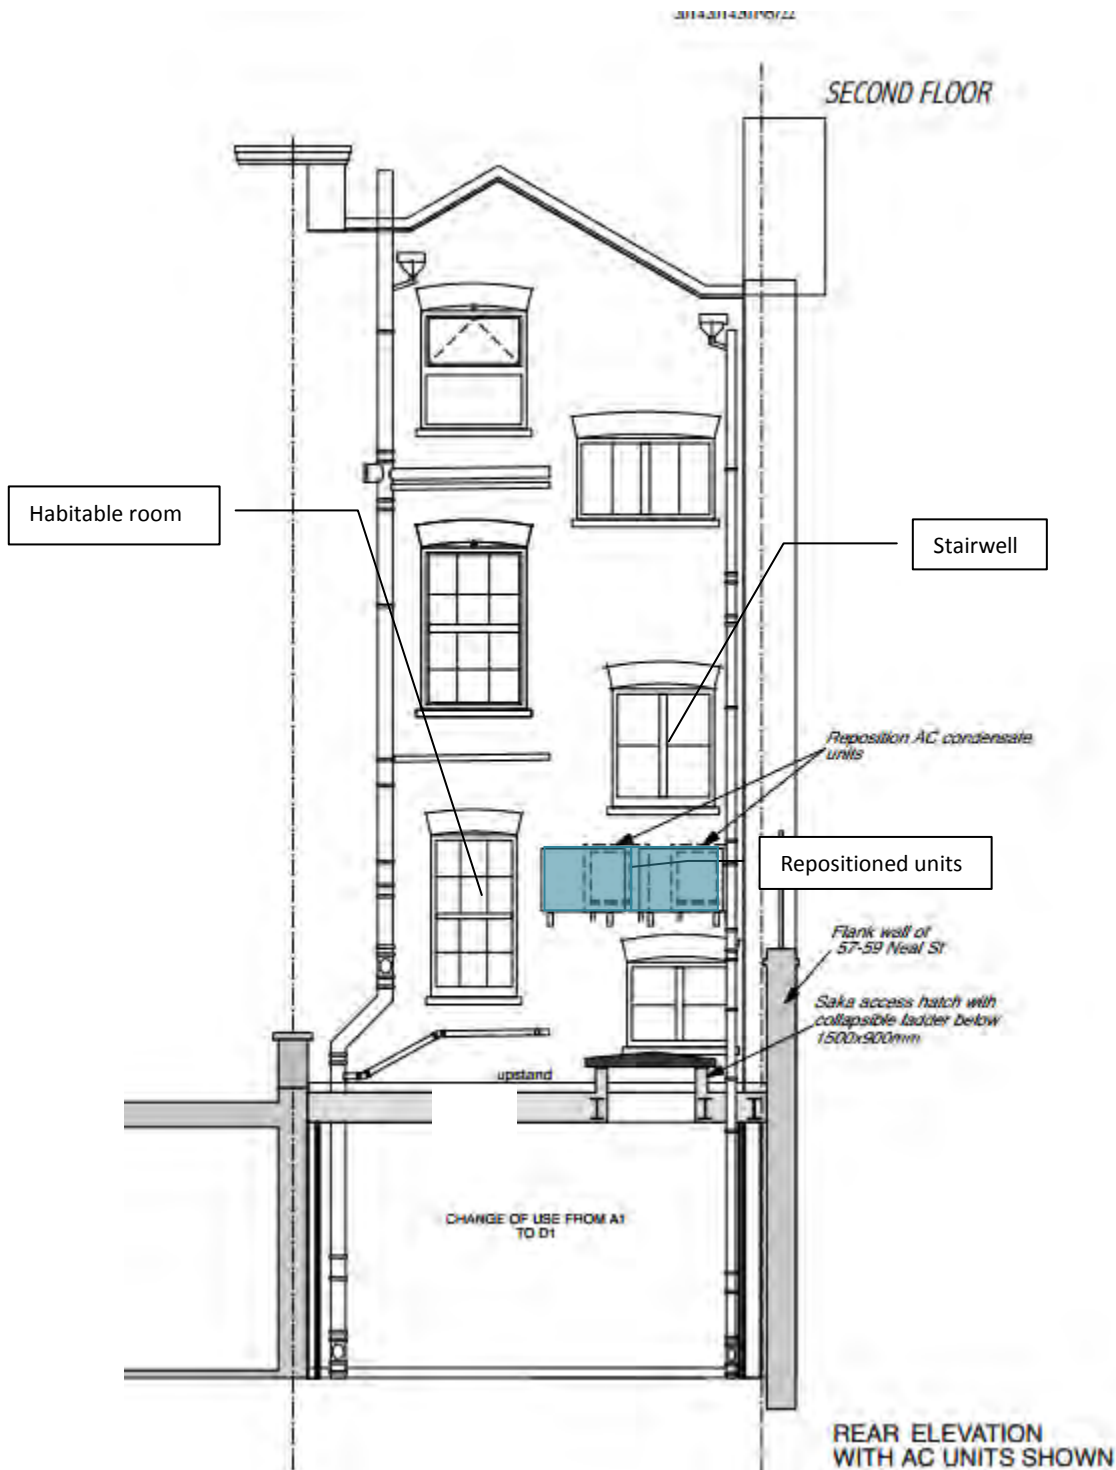 SECOND FLOOR
Habitable room
Stairwell
Reposition AC condensate
units
Repositioned units
Flank wall of
57-59 Neal St
Saka access hatch with
collapsible ladder below
1500x900mm
upstand
CHANGE OF USE FROM A1
TO D1
REAR ELEVATION
WITH AC UNITS SHOWN